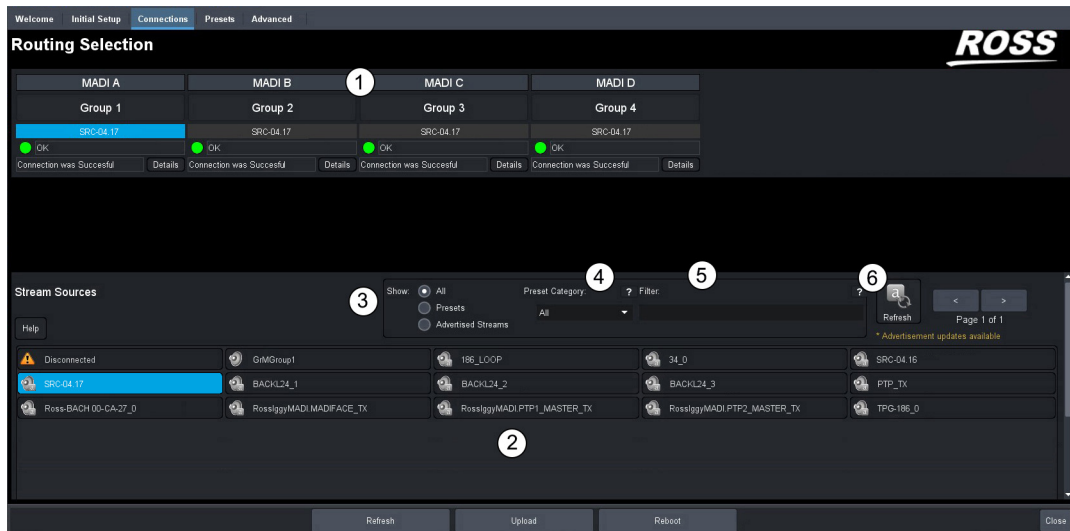 Welcome Initial Setup Connections Presets Advanced
Routing Selection
ROSS
MADI A MADI B 1 MADI C MADI D
Group 1 Group 2 Group 3 Group 4
SRC-04.17 SRC-04.17 SRC-04.17 SRC-04.17
OK OK OK OK
Connection was Succesful Details Connection was Succesful Details Connection was Succesful Details Connection was Succesful Details
Stream Sources
Help
3
Show: All
Presets
Advertised Streams
4
Preset Category: ?
All
5
Filter: ?
6
a
Refresh
< >
Page 1 of 1
* Advertisement updates available
Disconnected GrMGroup1 186_LOOP 34_0 SRC-04.16
SRC-04.17 BACKL24_1 BACKL24_2 BACKL24_3 PTP_TX
Ross-BACH 00-CA-27_0 RossIggyMADI.MADIFACE_TX RossIggyMADI.PTP1_MASTER_TX RossIggyMADI.PTP2_MASTER_TX TPG-186_0
2
Refresh Upload Reboot Close